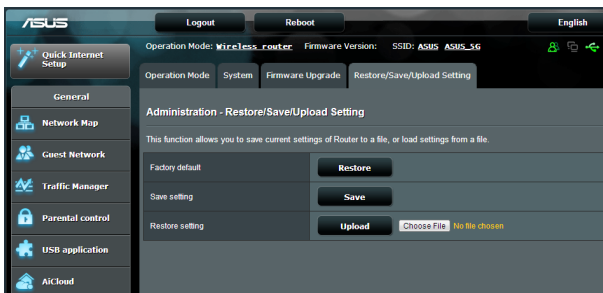 ASUS Logout Reboot English
Quick Internet Setup
Operation Mode: Wireless router Firmware Version: SSID: ASUS ASUS_5G
Operation Mode System Firmware Upgrade Restore/Save/Upload Setting
General
Network Map
Guest Network
Traffic Manager
Parental control
USB application
AiCloud
Administration - Restore/Save/Upload Setting
This function allows you to save current settings of Router to a file, or load settings from a file.
Factory default Restore
Save setting Save
Restore setting Upload Choose File No file chosen